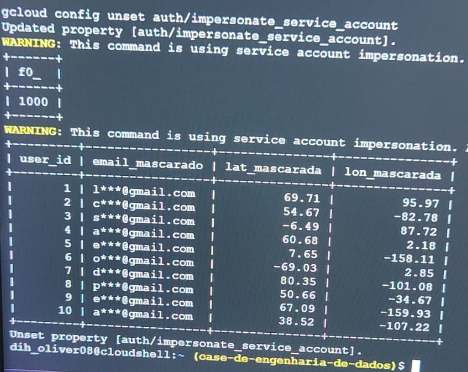 gcloud config unset auth/impersonate_service_account
Updated property [auth/impersonate_service_account].
WARNING: This command is using service account impersonation.
+------+
| f0_ |
+------+
| 1000 |
+------+
WARNING: This command is using service account impersonation.
+---------+-----------------+--------------+---------------+
| user_id | email_mascarado | lat_mascarada | lon_mascarada |
+---------+-----------------+--------------+---------------+
| 1 | l***@gmail.com | 69.71 | 95.97 |
| 2 | c***@gmail.com | 54.67 | -82.78 |
| 3 | s***@gmail.com | -6.49 | 87.72 |
| 4 | a***@gmail.com | 60.68 | 2.18 |
| 5 | e***@gmail.com | 7.65 | -158.11 |
| 6 | o***@gmail.com | -69.03 | 2.85 |
| 7 | d***@gmail.com | 80.35 | -101.08 |
| 8 | p***@gmail.com | 50.66 | -34.67 |
| 9 | e***@gmail.com | 67.09 | -159.93 |
| 10 | a***@gmail.com | 38.52 | -107.22 |
+---------+-----------------+--------------+---------------+
Unset property [auth/impersonate_service_account].
dih_oliver08@cloudshell:~ (case-de-engenharia-de-dados)$